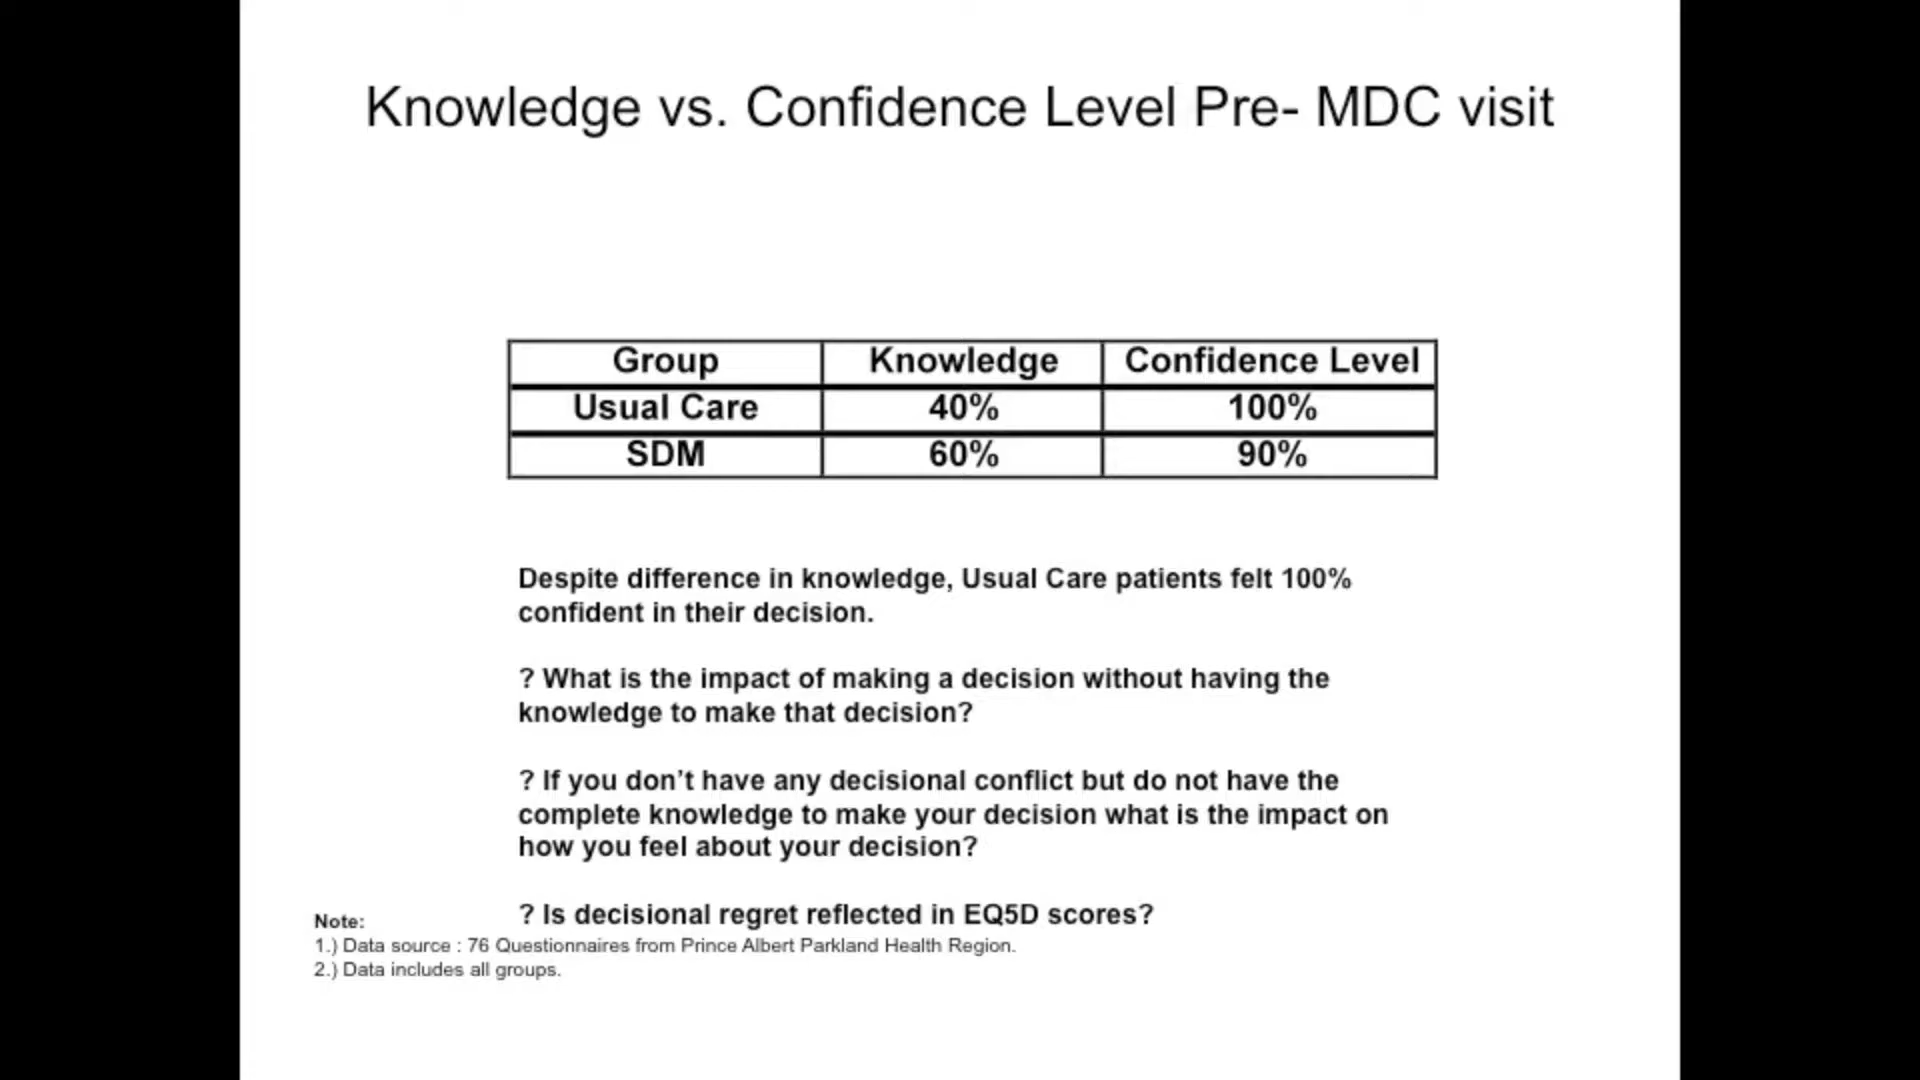 Knowledge vs. Confidence Level Pre- MDC visit
Group Knowledge Confidence Level
Usual Care 40% 100%
SDM 60% 90%
Despite difference in knowledge, Usual Care patients felt 100%
confident in their decision.
? What is the impact of making a decision without having the
knowledge to make that decision?
? If you don’t have any decisional conflict but do not have the
complete knowledge to make your decision what is the impact on
how you feel about your decision?
? Is decisional regret reflected in EQ5D scores?
Note:
1.) Data source : 76 Questionnaires from Prince Albert Parkland Health Region.
2.) Data includes all groups.